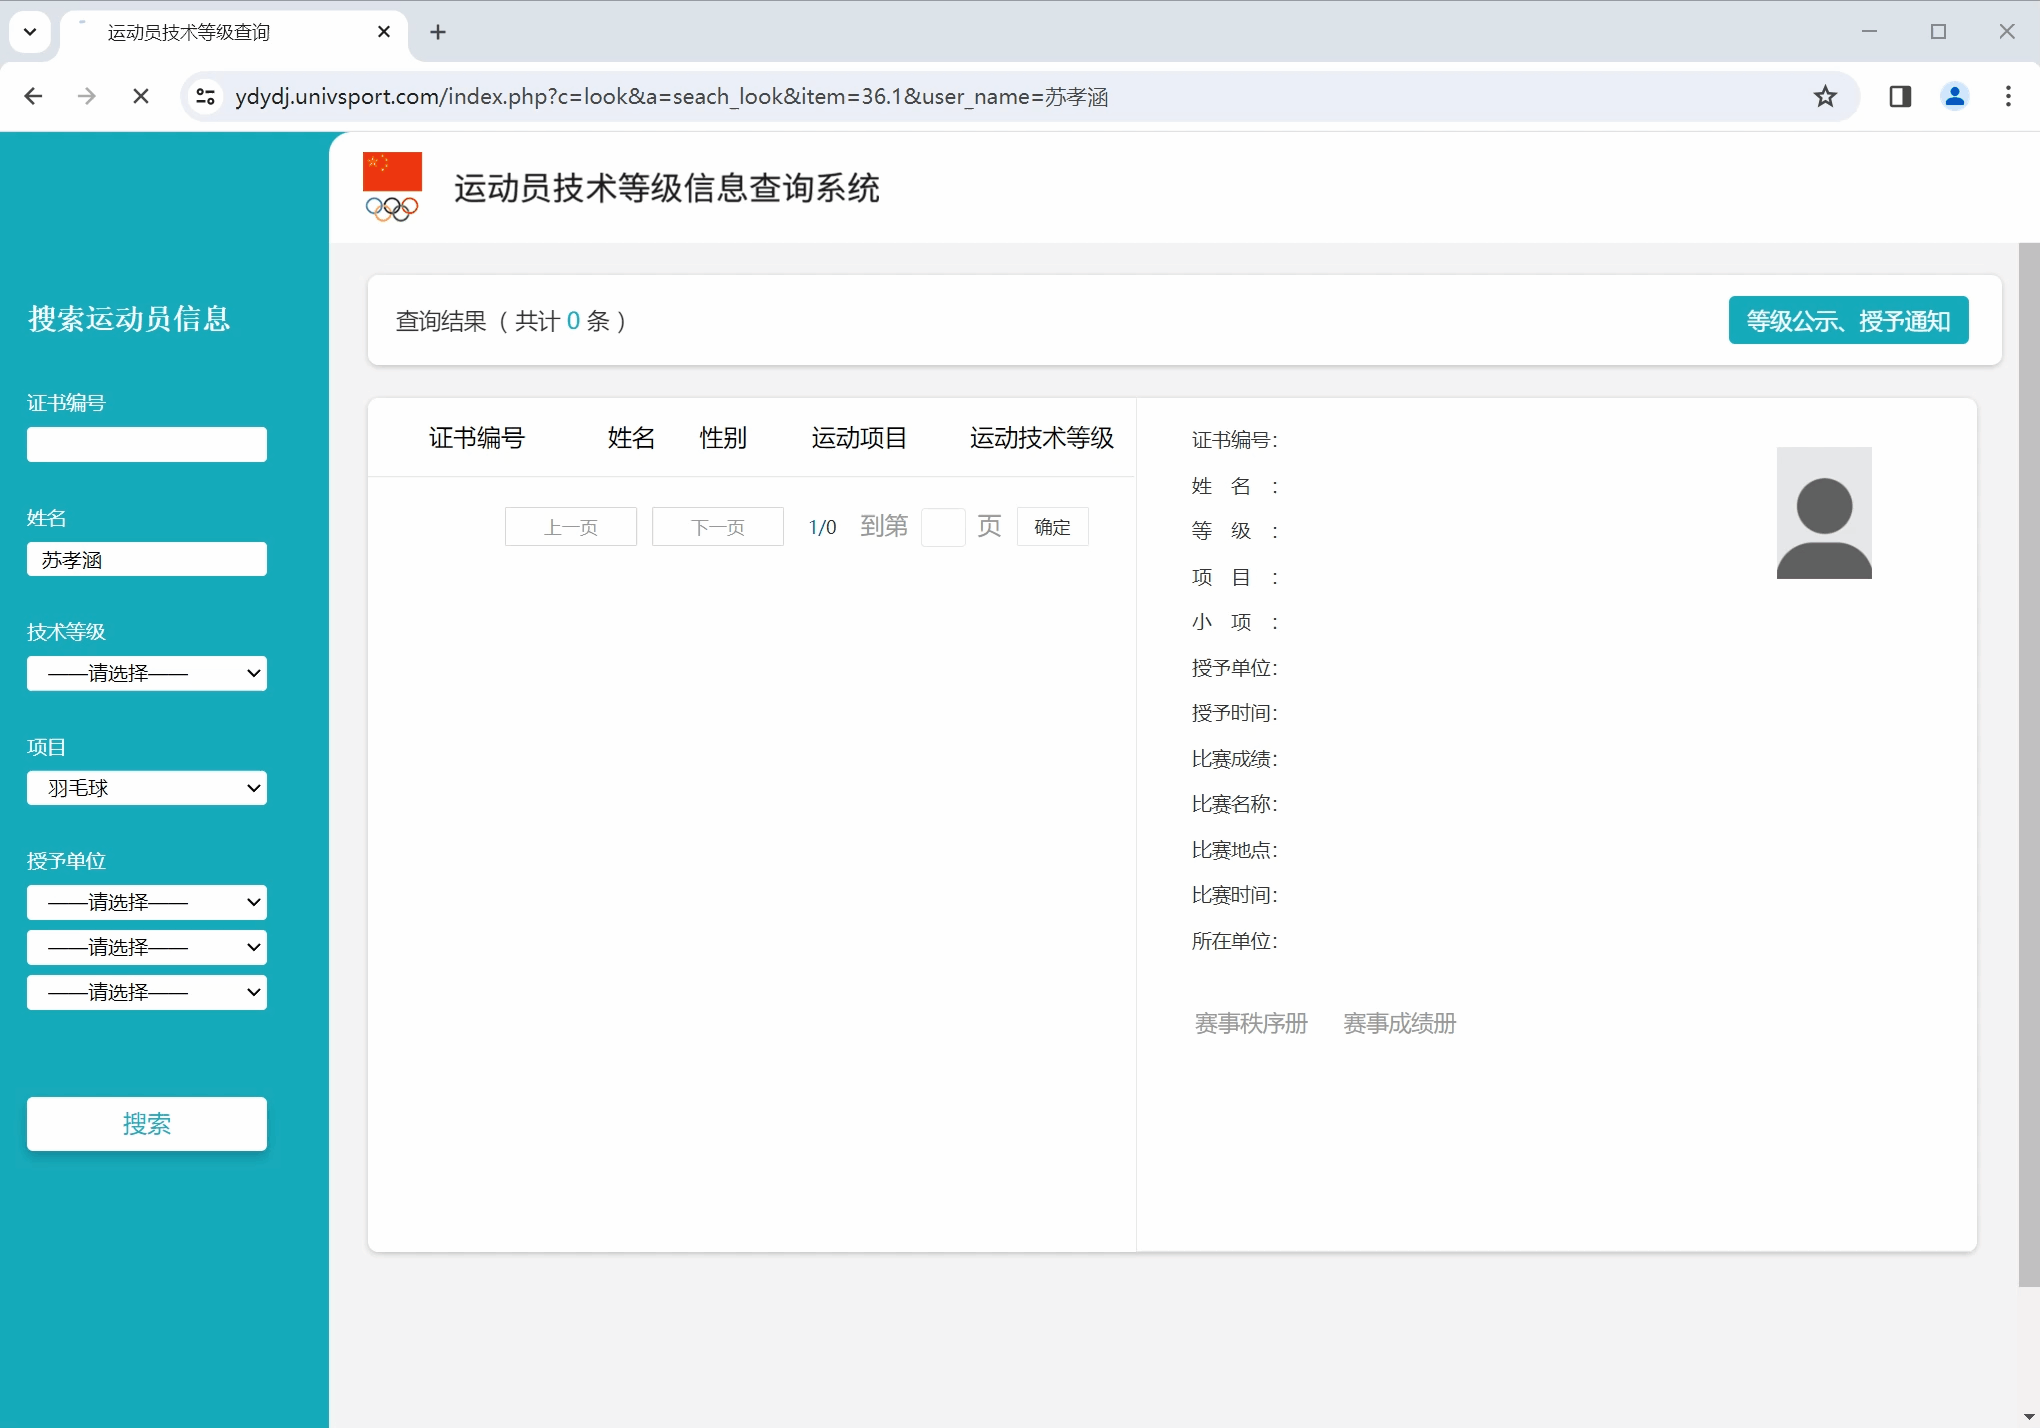 运动员技术等级查询
ydydj.univsport.com/index.php?c=look&a=seach_look&item=36.1&user_name=苏孝涵
运动员技术等级信息查询系统
搜索运动员信息
证书编号
姓名
苏孝涵
技术等级
——请选择——
项目
羽毛球
授予单位
——请选择——
——请选择——
——请选择——
搜索
查询结果（共计 0 条）
等级公示、授予通知
证书编号 姓名 性别 运动项目 运动技术等级
上一页 下一页 1/0 到第 页 确定
证书编号：
姓 名 ：
等 级 ：
项 目 ：
小 项 ：
授予单位：
授予时间：
比赛成绩：
比赛名称：
比赛地点：
比赛时间：
所在单位：
赛事秩序册 赛事成绩册